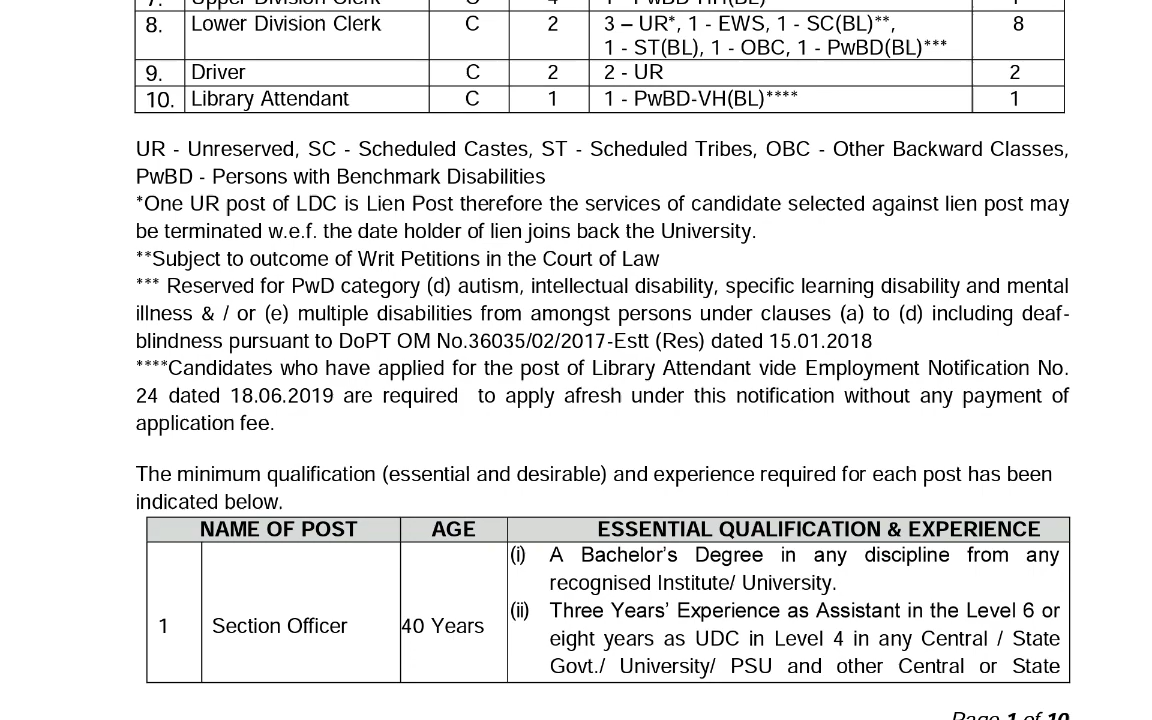 7. Upper Division Clerk C 4 1 - PwBD-HH(BL) 1
8. Lower Division Clerk C 2 3 – UR*, 1 - EWS, 1 - SC(BL)**, 8
1 - ST(BL), 1 - OBC, 1 - PwBD(BL)***
9. Driver C 2 2 - UR 2
10. Library Attendant C 1 1 - PwBD-VH(BL)**** 1
UR - Unreserved, SC - Scheduled Castes, ST - Scheduled Tribes, OBC - Other Backward Classes,
PwBD - Persons with Benchmark Disabilities
*One UR post of LDC is Lien Post therefore the services of candidate selected against lien post may
be terminated w.e.f. the date holder of lien joins back the University.
**Subject to outcome of Writ Petitions in the Court of Law
*** Reserved for PwD category (d) autism, intellectual disability, specific learning disability and mental
illness & / or (e) multiple disabilities from amongst persons under clauses (a) to (d) including deaf-
blindness pursuant to DoPT OM No.36035/02/2017-Estt (Res) dated 15.01.2018
****Candidates who have applied for the post of Library Attendant vide Employment Notification No.
24 dated 18.06.2019 are required to apply afresh under this notification without any payment of
application fee.
The minimum qualification (essential and desirable) and experience required for each post has been
indicated below.
NAME OF POST AGE ESSENTIAL QUALIFICATION & EXPERIENCE
(i) A Bachelor's Degree in any discipline from any
recognised Institute/ University.
(ii) Three Years' Experience as Assistant in the Level 6 or
1 Section Officer 40 Years eight years as UDC in Level 4 in any Central / State
Govt./ University/ PSU and other Central or State
Page 1 of 10